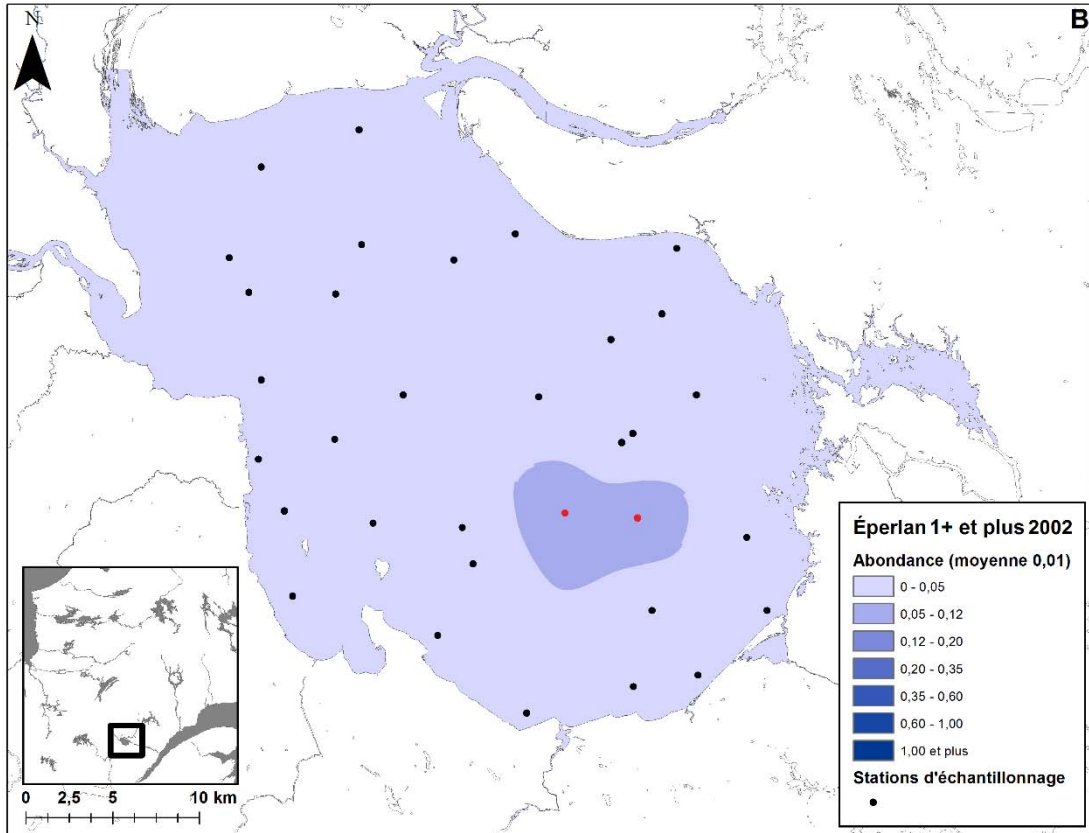 N
B
Éperlan 1+ et plus 2002
Abondance (moyenne 0,01)
0 - 0,05
0,05 - 0,12
0,12 - 0,20
0,20 - 0,35
0,35 - 0,60
0,60 - 1,00
1,00 et plus
Stations d'échantillonnage
0 2,5 5 10 km